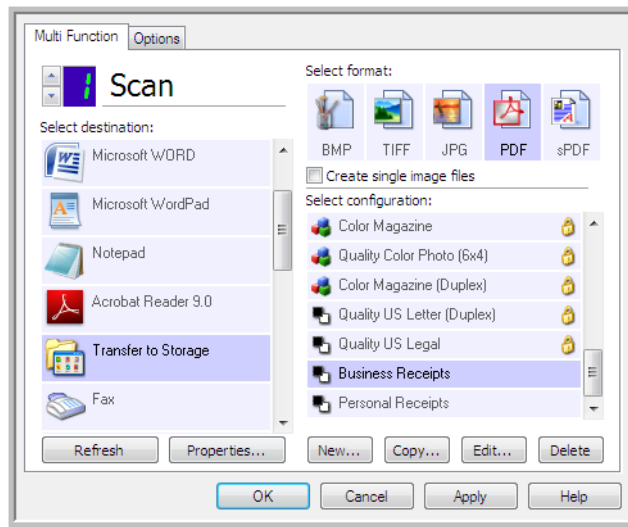 Multi Function
Options
1
Scan
Select destination:
Microsoft WORD
Microsoft WordPad
Notepad
Acrobat Reader 9.0
Transfer to Storage
Fax
Refresh
Properties...
Select format:
BMP
TIFF
JPG
PDF
sPDF
Create single image files
Select configuration:
Color Magazine
Quality Color Photo (6x4)
Color Magazine (Duplex)
Quality US Letter (Duplex)
Quality US Legal
Business Receipts
Personal Receipts
New...
Copy...
Edit...
Delete
OK
Cancel
Apply
Help